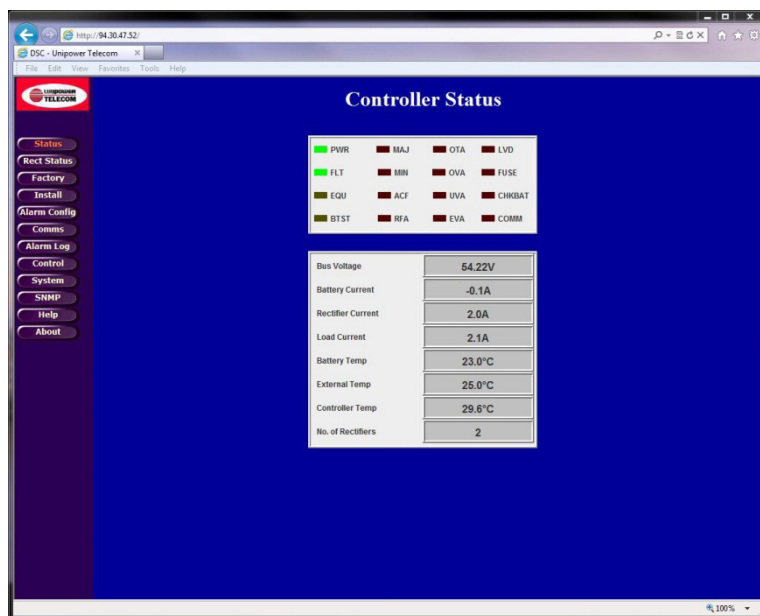 http://94.30.47.52/
DSC - Unipower Telecom
File Edit View Favorites Tools Help
UNIPOWER
TELECOM
Controller Status
Status
Rect Status
Factory
Install
Alarm Config
Comms
Alarm Log
Control
System
SNMP
Help
About
PWR MAJ OTA LVD
FLT MIN OVA FUSE
EQU ACF UVA CHKBAT
BTST RFA EVA COMM
Bus Voltage 54.22V
Battery Current -0.1A
Rectifier Current 2.0A
Load Current 2.1A
Battery Temp 23.0°C
External Temp 25.0°C
Controller Temp 29.6°C
No. of Rectifiers 2
100%